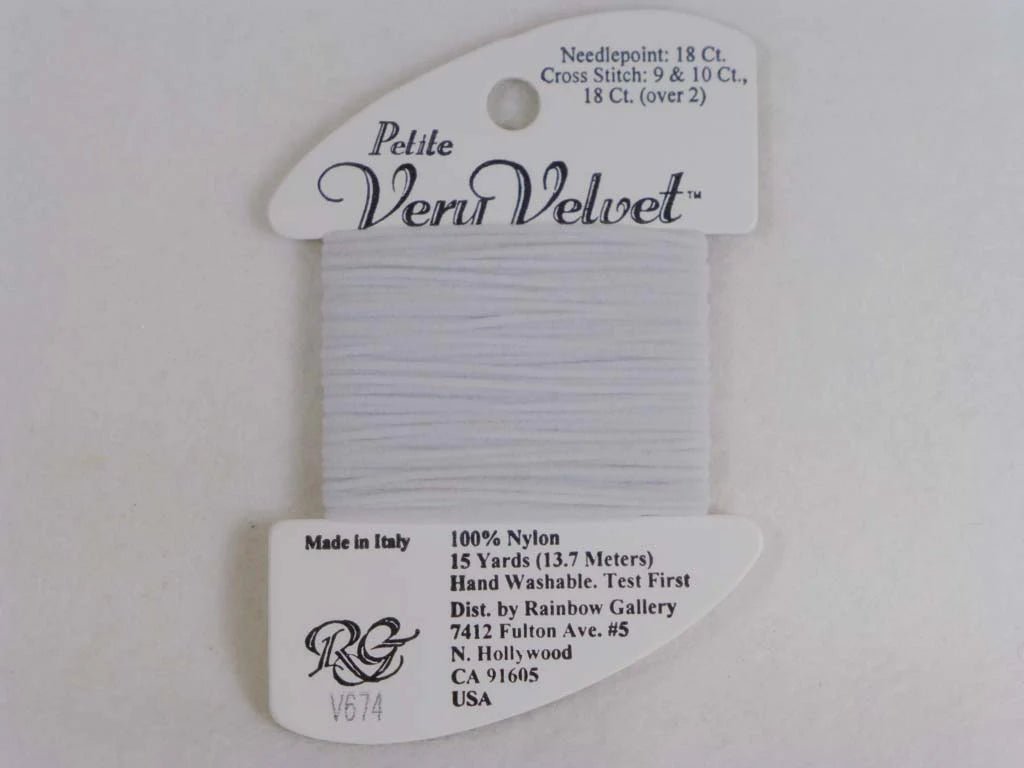 Needlepoint: 18 Ct.
Cross Stitch: 9 & 10 Ct.,
18 Ct. (over 2)
Petite
Very Velvet™
Made in Italy
100% Nylon
15 Yards (13.7 Meters)
Hand Washable. Test First
Dist. by Rainbow Gallery
7412 Fulton Ave. #5
N. Hollywood
CA 91605
USA
RG
V674